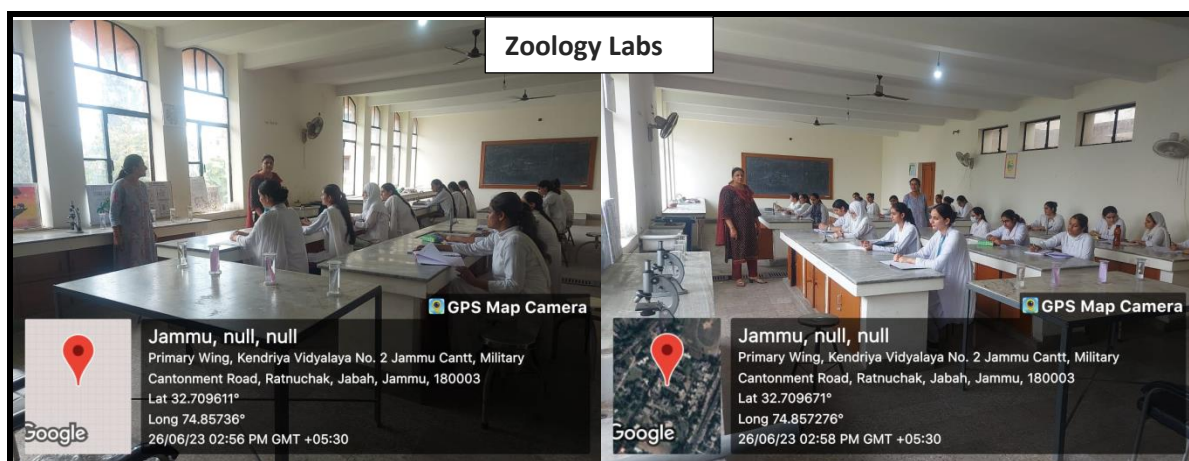 Zoology Labs
GPS Map Camera
Jammu, null, null
Primary Wing, Kendriya Vidyalaya No. 2 Jammu Cantt, Military
Cantonment Road, Ratnuchak, Jabah, Jammu, 180003
Lat 32.709611°
Long 74.85736°
26/06/23 02:56 PM GMT +05:30
Google
GPS Map Camera
Jammu, null, null
Primary Wing, Kendriya Vidyalaya No. 2 Jammu Cantt, Military
Cantonment Road, Ratnuchak, Jabah, Jammu, 180003
Lat 32.709671°
Long 74.857276°
26/06/23 02:58 PM GMT +05:30
Google